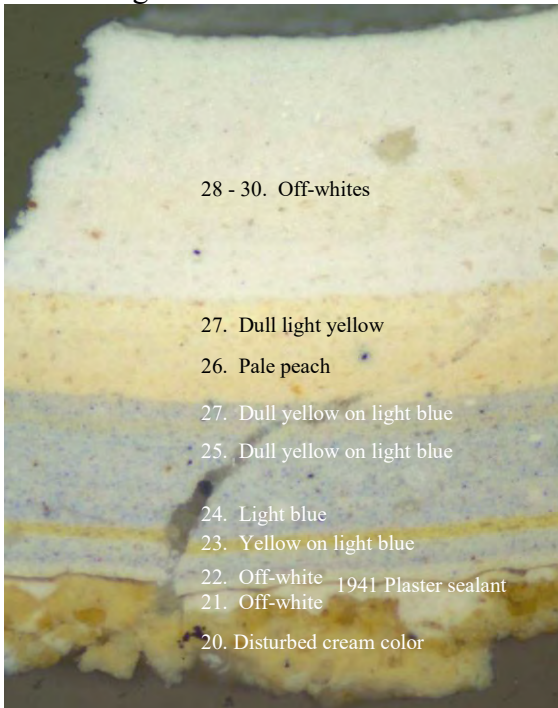 28 - 30. Off-whites
27. Dull light yellow
26. Pale peach
27. Dull yellow on light blue
25. Dull yellow on light blue
24. Light blue
23. Yellow on light blue
22. Off-white
1941 Plaster sealant
21. Off-white
20. Disturbed cream color